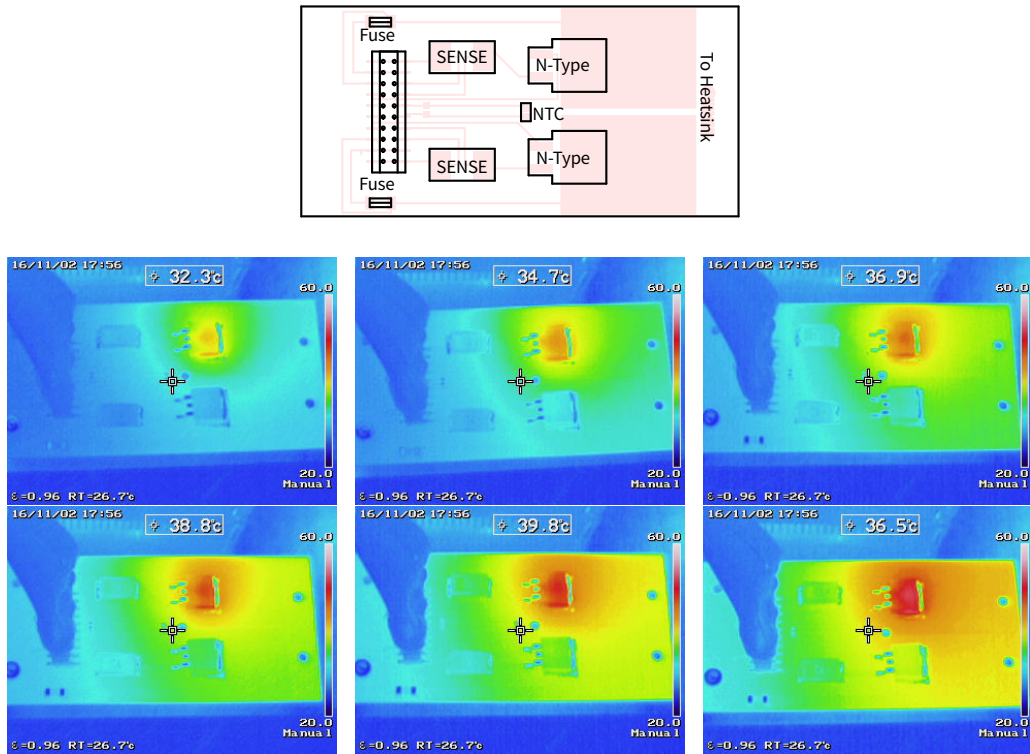 Fuse
SENSE
N-Type
To Heatsink
NTC
N-Type
SENSE
Fuse
16/11/02 17:56
32.3℃
60.0
20.0
Manual
ε=0.96 RT=26.7℃
16/11/02 17:56
34.7℃
60.0
20.0
Manual
ε=0.96 RT=26.7℃
16/11/02 17:56
36.9℃
60.0
20.0
Manual
ε=0.96 RT=26.7℃
16/11/02 17:56
38.8℃
60.0
20.0
Manual
ε=0.96 RT=26.7℃
16/11/02 17:56
39.8℃
60.0
20.0
Manual
ε=0.96 RT=26.7℃
16/11/02 17:56
36.5℃
60.0
20.0
Manual
ε=0.96 RT=26.7℃